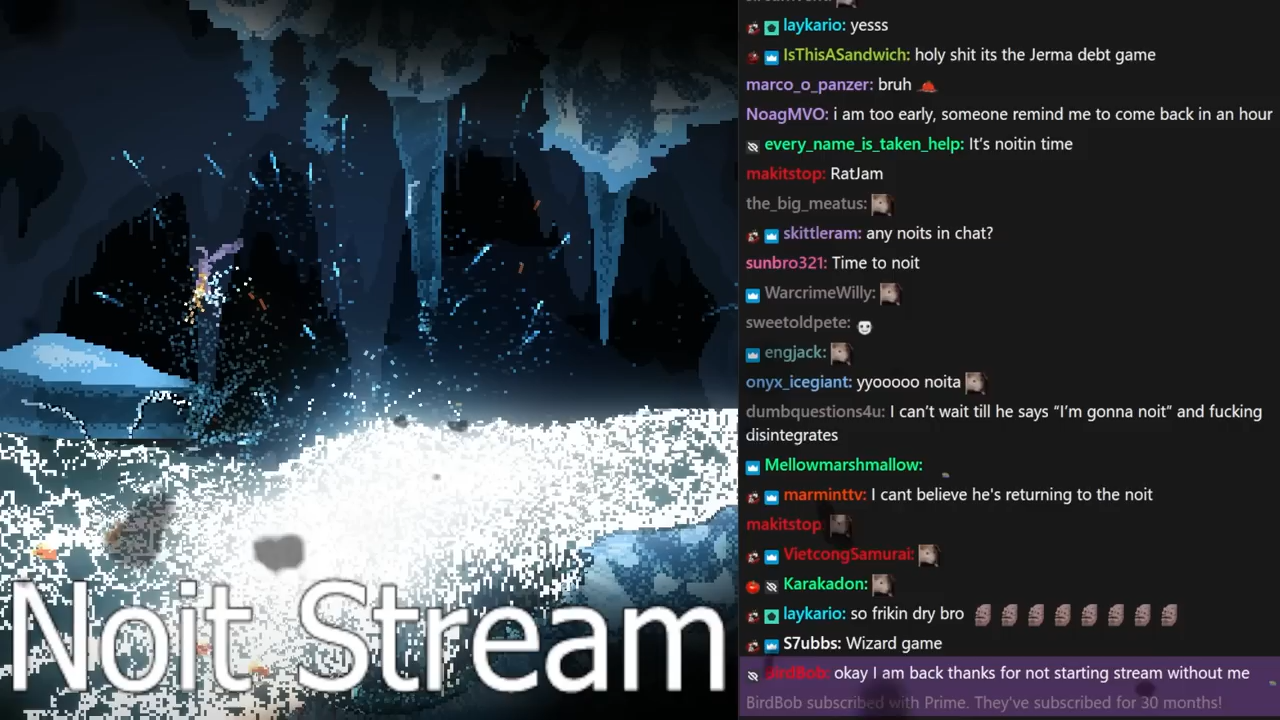 laykario: yesss
IsThisASandwich: holy shit its the Jerma debt game
marco_o_panzer: bruh
NoagMVO: i am too early, someone remind me to come back in an hour
every_name_is_taken_help: It's noitin time
makitstop: RatJam
the_big_meatus:
skittleram: any noits in chat?
sunbro321: Time to noit
WarcrimeWilly:
sweetoldpete:
engjack:
onyx_icegiant: yyooooo noita
dumbquestions4u: I can't wait till he says “I'm gonna noit” and fucking
disintegrates
Mellowmarshmallow:
marminttv: I cant believe he's returning to the noit
makitstop
VietcongSamurai:
Karakadon:
laykario: so frikin dry bro
S7ubbs: Wizard game
BirdBob: okay I am back thanks for not starting stream without me
BirdBob subscribed with Prime. They've subscribed for 30 months!
Noit Stream